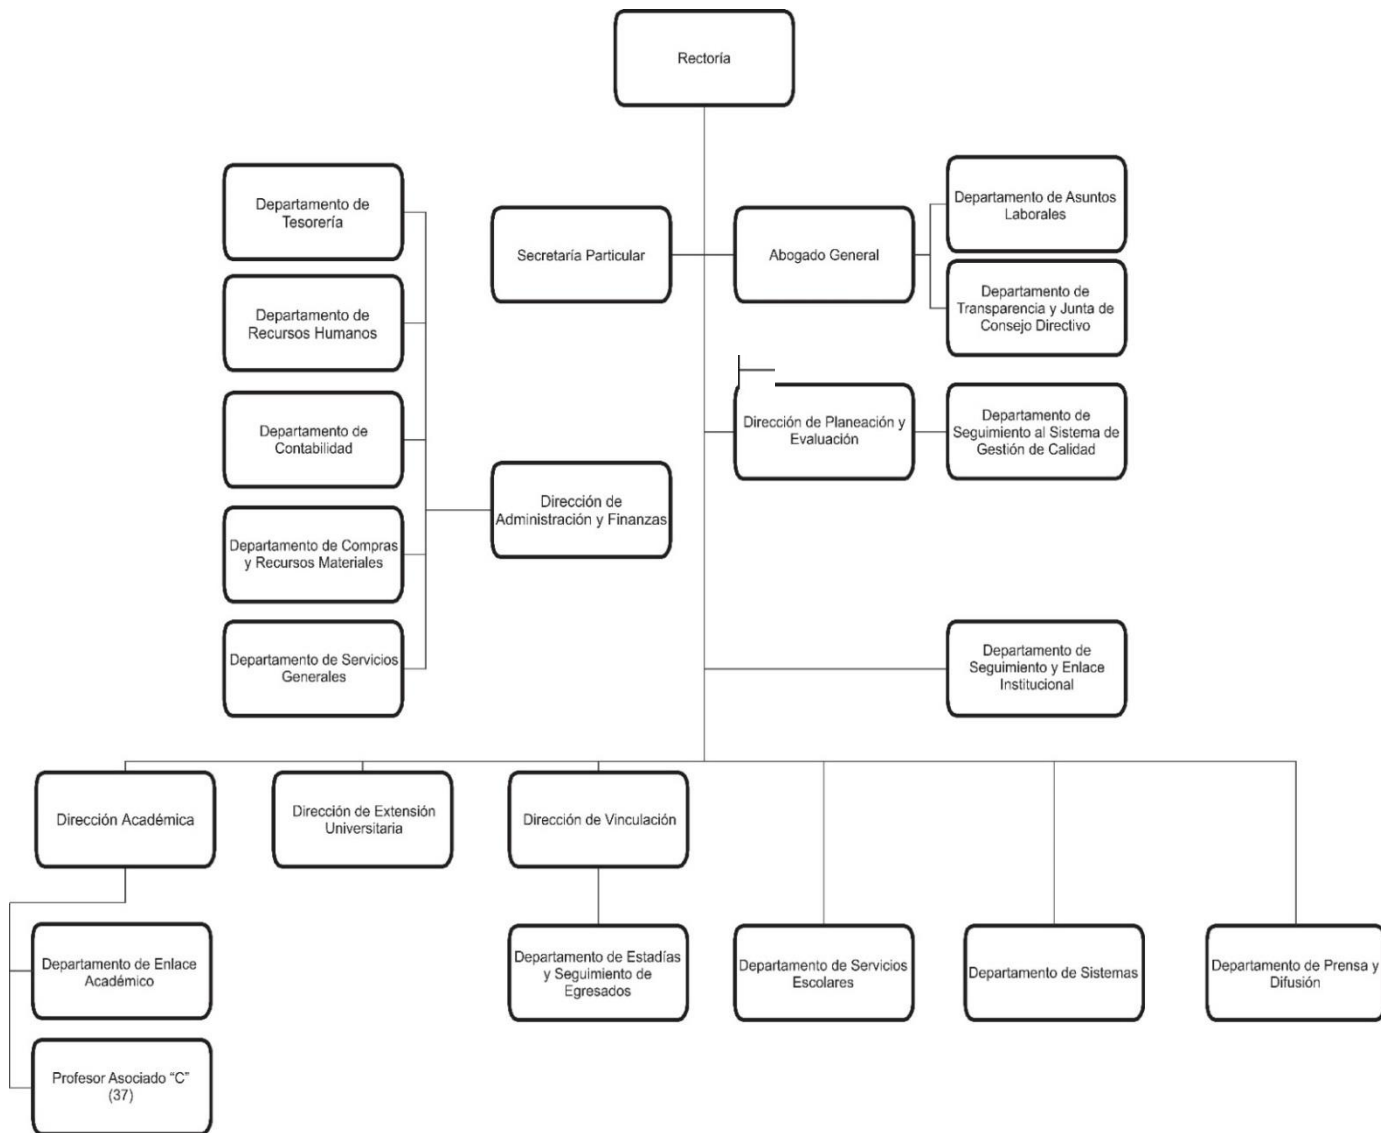 Rectoría
Departamento de
Tesorería
Departamento de
Recursos Humanos
Departamento de
Contabilidad
Departamento de Compras
y Recursos Materiales
Departamento de Servicios
Generales
Secretaría Particular
Dirección de
Administración y Finanzas
Abogado General
Departamento de Asuntos
Laborales
Departamento de
Transparencia y Junta de
Consejo Directivo
Dirección de Planeación y
Evaluación
Departamento de
Seguimiento al Sistema de
Gestión de Calidad
Departamento de
Seguimiento y Enlace
Institucional
Dirección Académica
Dirección de Extensión
Universitaria
Dirección de Vinculación
Departamento de Enlace
Académico
Profesor Asociado “C”
(37)
Departamento de Estadías
y Seguimiento de
Egresados
Departamento de Servicios
Escolares
Departamento de Sistemas
Departamento de Prensa y
Difusión